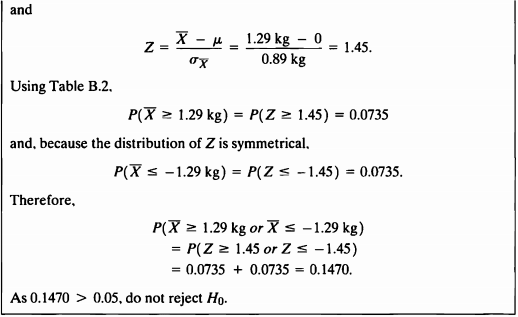 and
Z = X̄ − μ / σX̄ = 1.29 kg − 0 / 0.89 kg = 1.45.
Using Table B.2,
P(X̄ ≥ 1.29 kg) = P(Z ≥ 1.45) = 0.0735
and, because the distribution of Z is symmetrical,
P(X̄ ≤ −1.29 kg) = P(Z ≤ −1.45) = 0.0735.
Therefore,
P(X̄ ≥ 1.29 kg or X̄ ≤ −1.29 kg)
= P(Z ≥ 1.45 or Z ≤ −1.45)
= 0.0735 + 0.0735 = 0.1470.
As 0.1470 > 0.05, do not reject H₀.